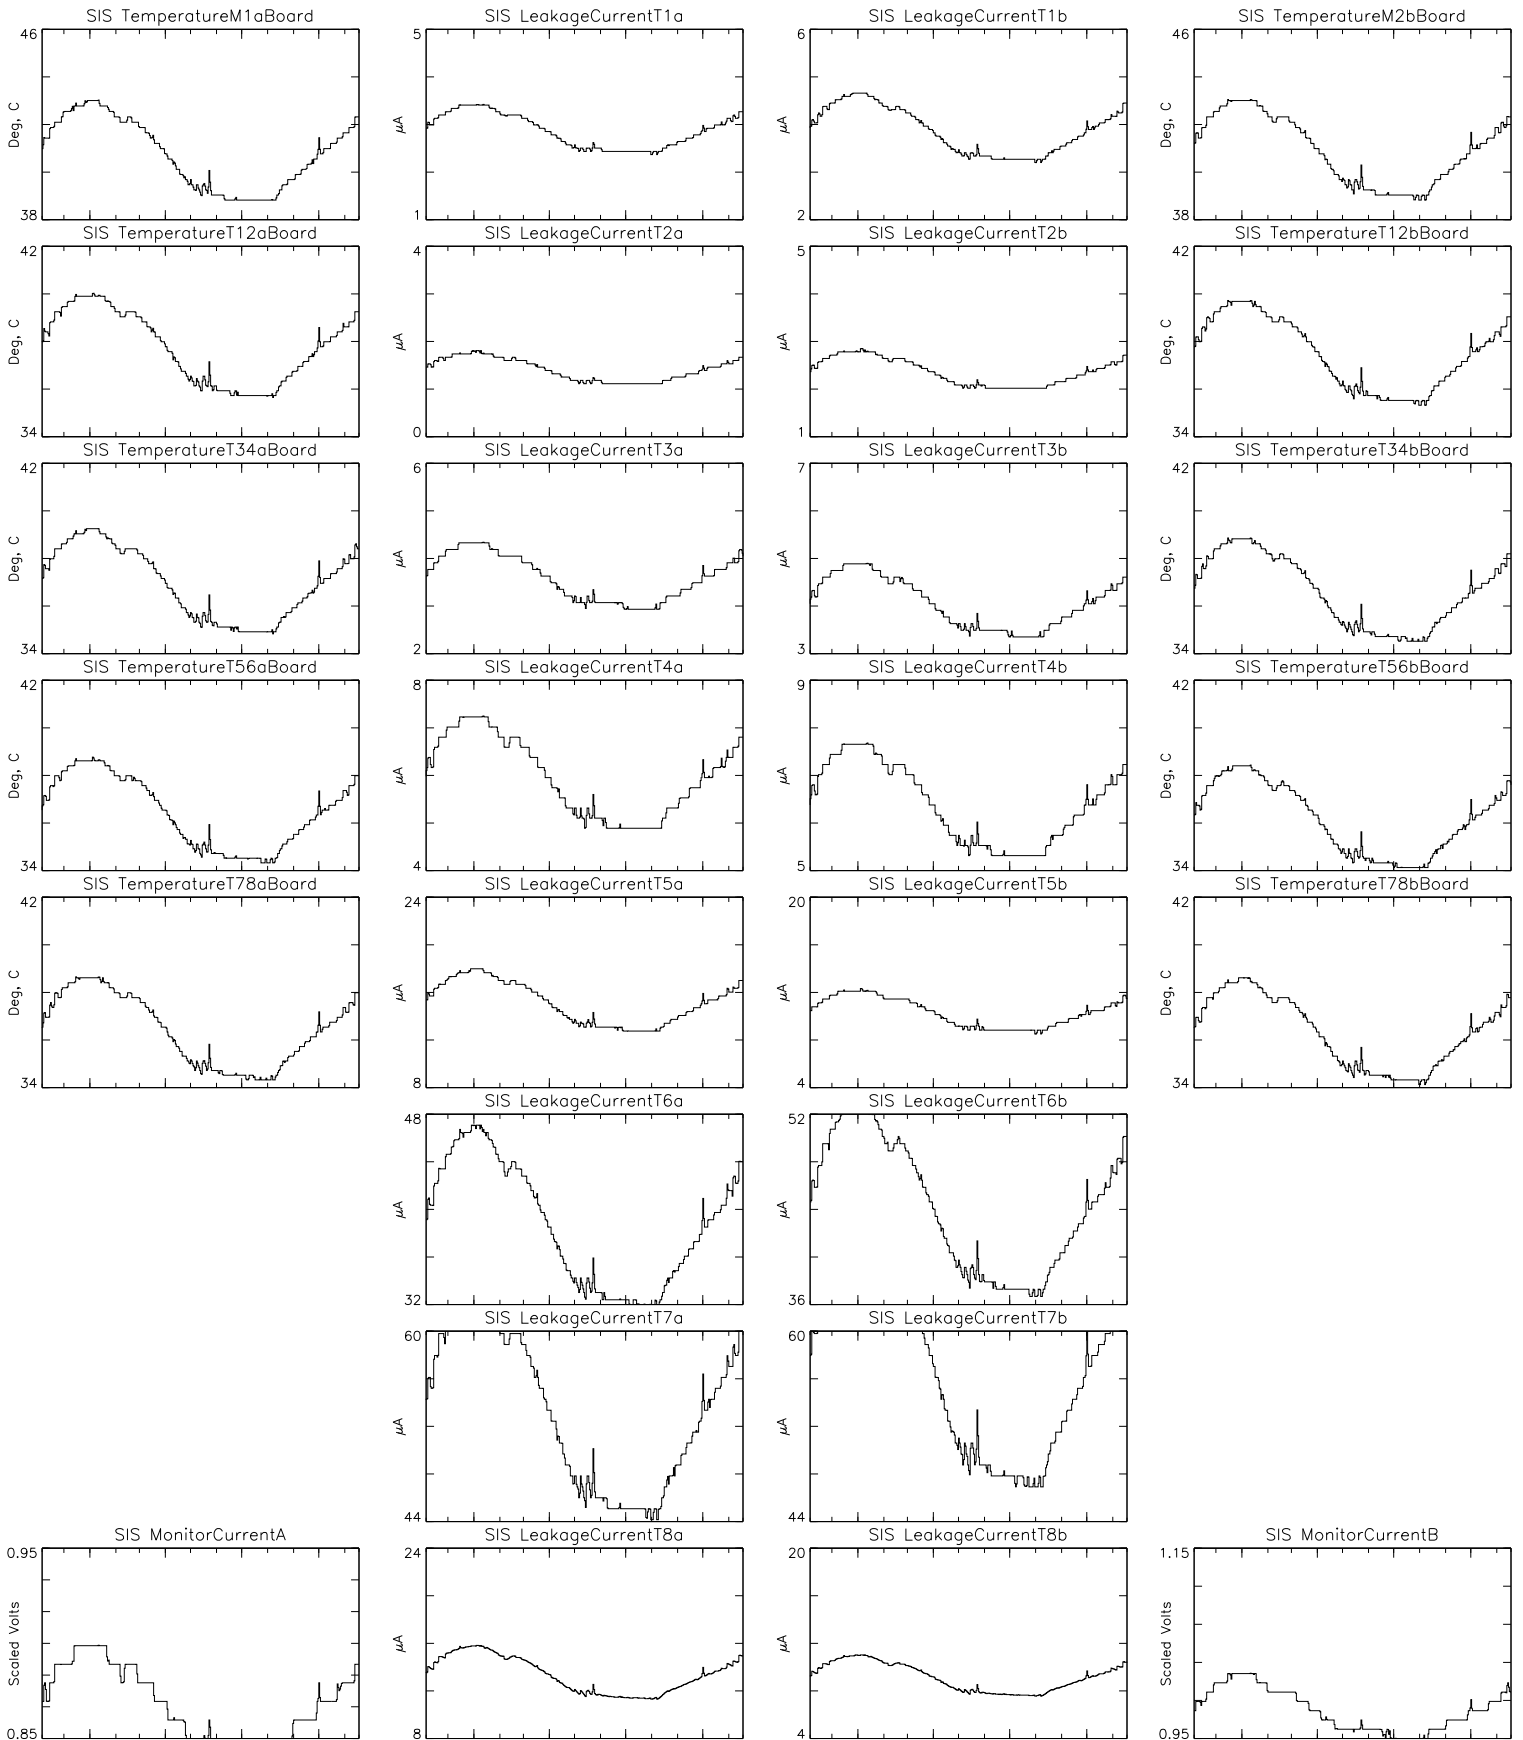 SIS TemperatureM1aBoard
SIS LeakageCurrentT1a
SIS LeakageCurrentT1b
SIS TemperatureM2bBoard
46
Deg, C
38
5
μA
1
6
μA
2
46
Deg, C
38
SIS TemperatureT12aBoard
SIS LeakageCurrentT2a
SIS LeakageCurrentT2b
SIS TemperatureT12bBoard
42
Deg, C
34
4
μA
0
5
μA
1
42
Deg, C
34
SIS TemperatureT34aBoard
SIS LeakageCurrentT3a
SIS LeakageCurrentT3b
SIS TemperatureT34bBoard
42
Deg, C
34
6
μA
2
7
μA
3
42
Deg, C
34
SIS TemperatureT56aBoard
SIS LeakageCurrentT4a
SIS LeakageCurrentT4b
SIS TemperatureT56bBoard
42
Deg, C
34
8
μA
4
9
μA
5
42
Deg, C
34
SIS TemperatureT78aBoard
SIS LeakageCurrentT5a
SIS LeakageCurrentT5b
SIS TemperatureT78bBoard
42
Deg, C
34
24
μA
8
20
μA
4
42
Deg, C
34
SIS LeakageCurrentT6a
SIS LeakageCurrentT6b
48
μA
32
52
μA
36
SIS LeakageCurrentT7a
SIS LeakageCurrentT7b
60
μA
44
60
μA
44
SIS MonitorCurrentA
SIS LeakageCurrentT8a
SIS LeakageCurrentT8b
SIS MonitorCurrentB
0.95
Scaled Volts
0.85
24
μA
8
20
μA
4
1.15
Scaled Volts
0.95